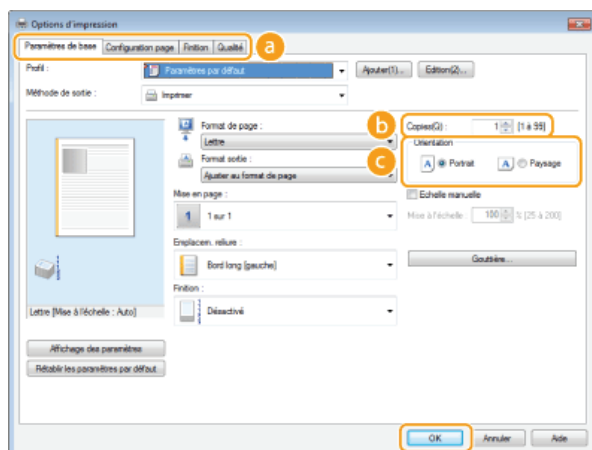 Options d'impression
Paramètres de base Configuration page Finition Qualité a
Profil : Paramètres par défaut Ajouter(1)... Edition(2)...
Méthode de sortie : Imprimer
b Copies(Q) : 1 [1 à 99]
Format de page :
Lettre
Orientation
c A Portrait A Paysage
Format sortie :
Ajuster au format de page
Echelle manuelle
Mise à l'échelle : 100 % [25 à 200]
Mise en page :
1 1 sur 1
Emplacem. reliure :
Bord long [gauche]
Gouttière...
Finition :
Désactivé
Lettre [Mise à l'échelle : Auto]
Affichage des paramètres
Rétablir les paramètres par défaut
OK Annuler Aide